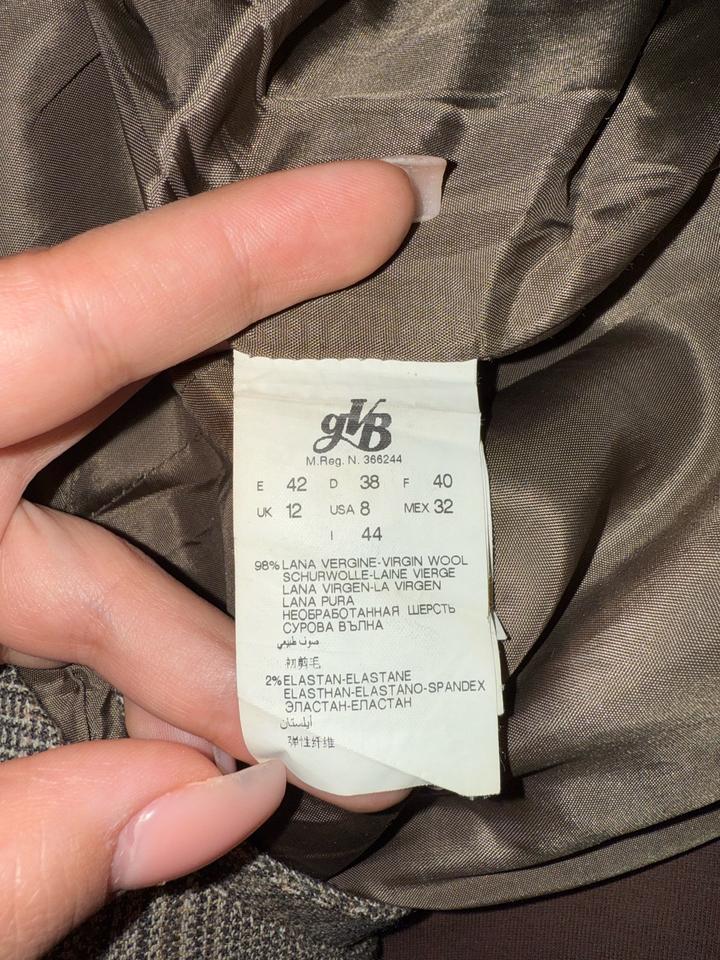 gVB
M.Reg. N. 366244
E 42 D 38 F 40
UK 12 USA 8 MEX 32
I 44
98% LANA VERGINE-VIRGIN WOOL
SCHURWOLLE-LAINE VIERGE
LANA VIRGEN-LA VIRGEN
LANA PURA
НЕОБРАБОТАННАЯ ШЕРСТЬ
СУРОВА ВЪЛНА
صوف طبيعي
初剪毛
2% ELASTAN-ELASTANE
ELASTHAN-ELASTANO-SPANDEX
ЭЛАСТАН-ЕЛАСТАН
أيلستان
弹性纤维